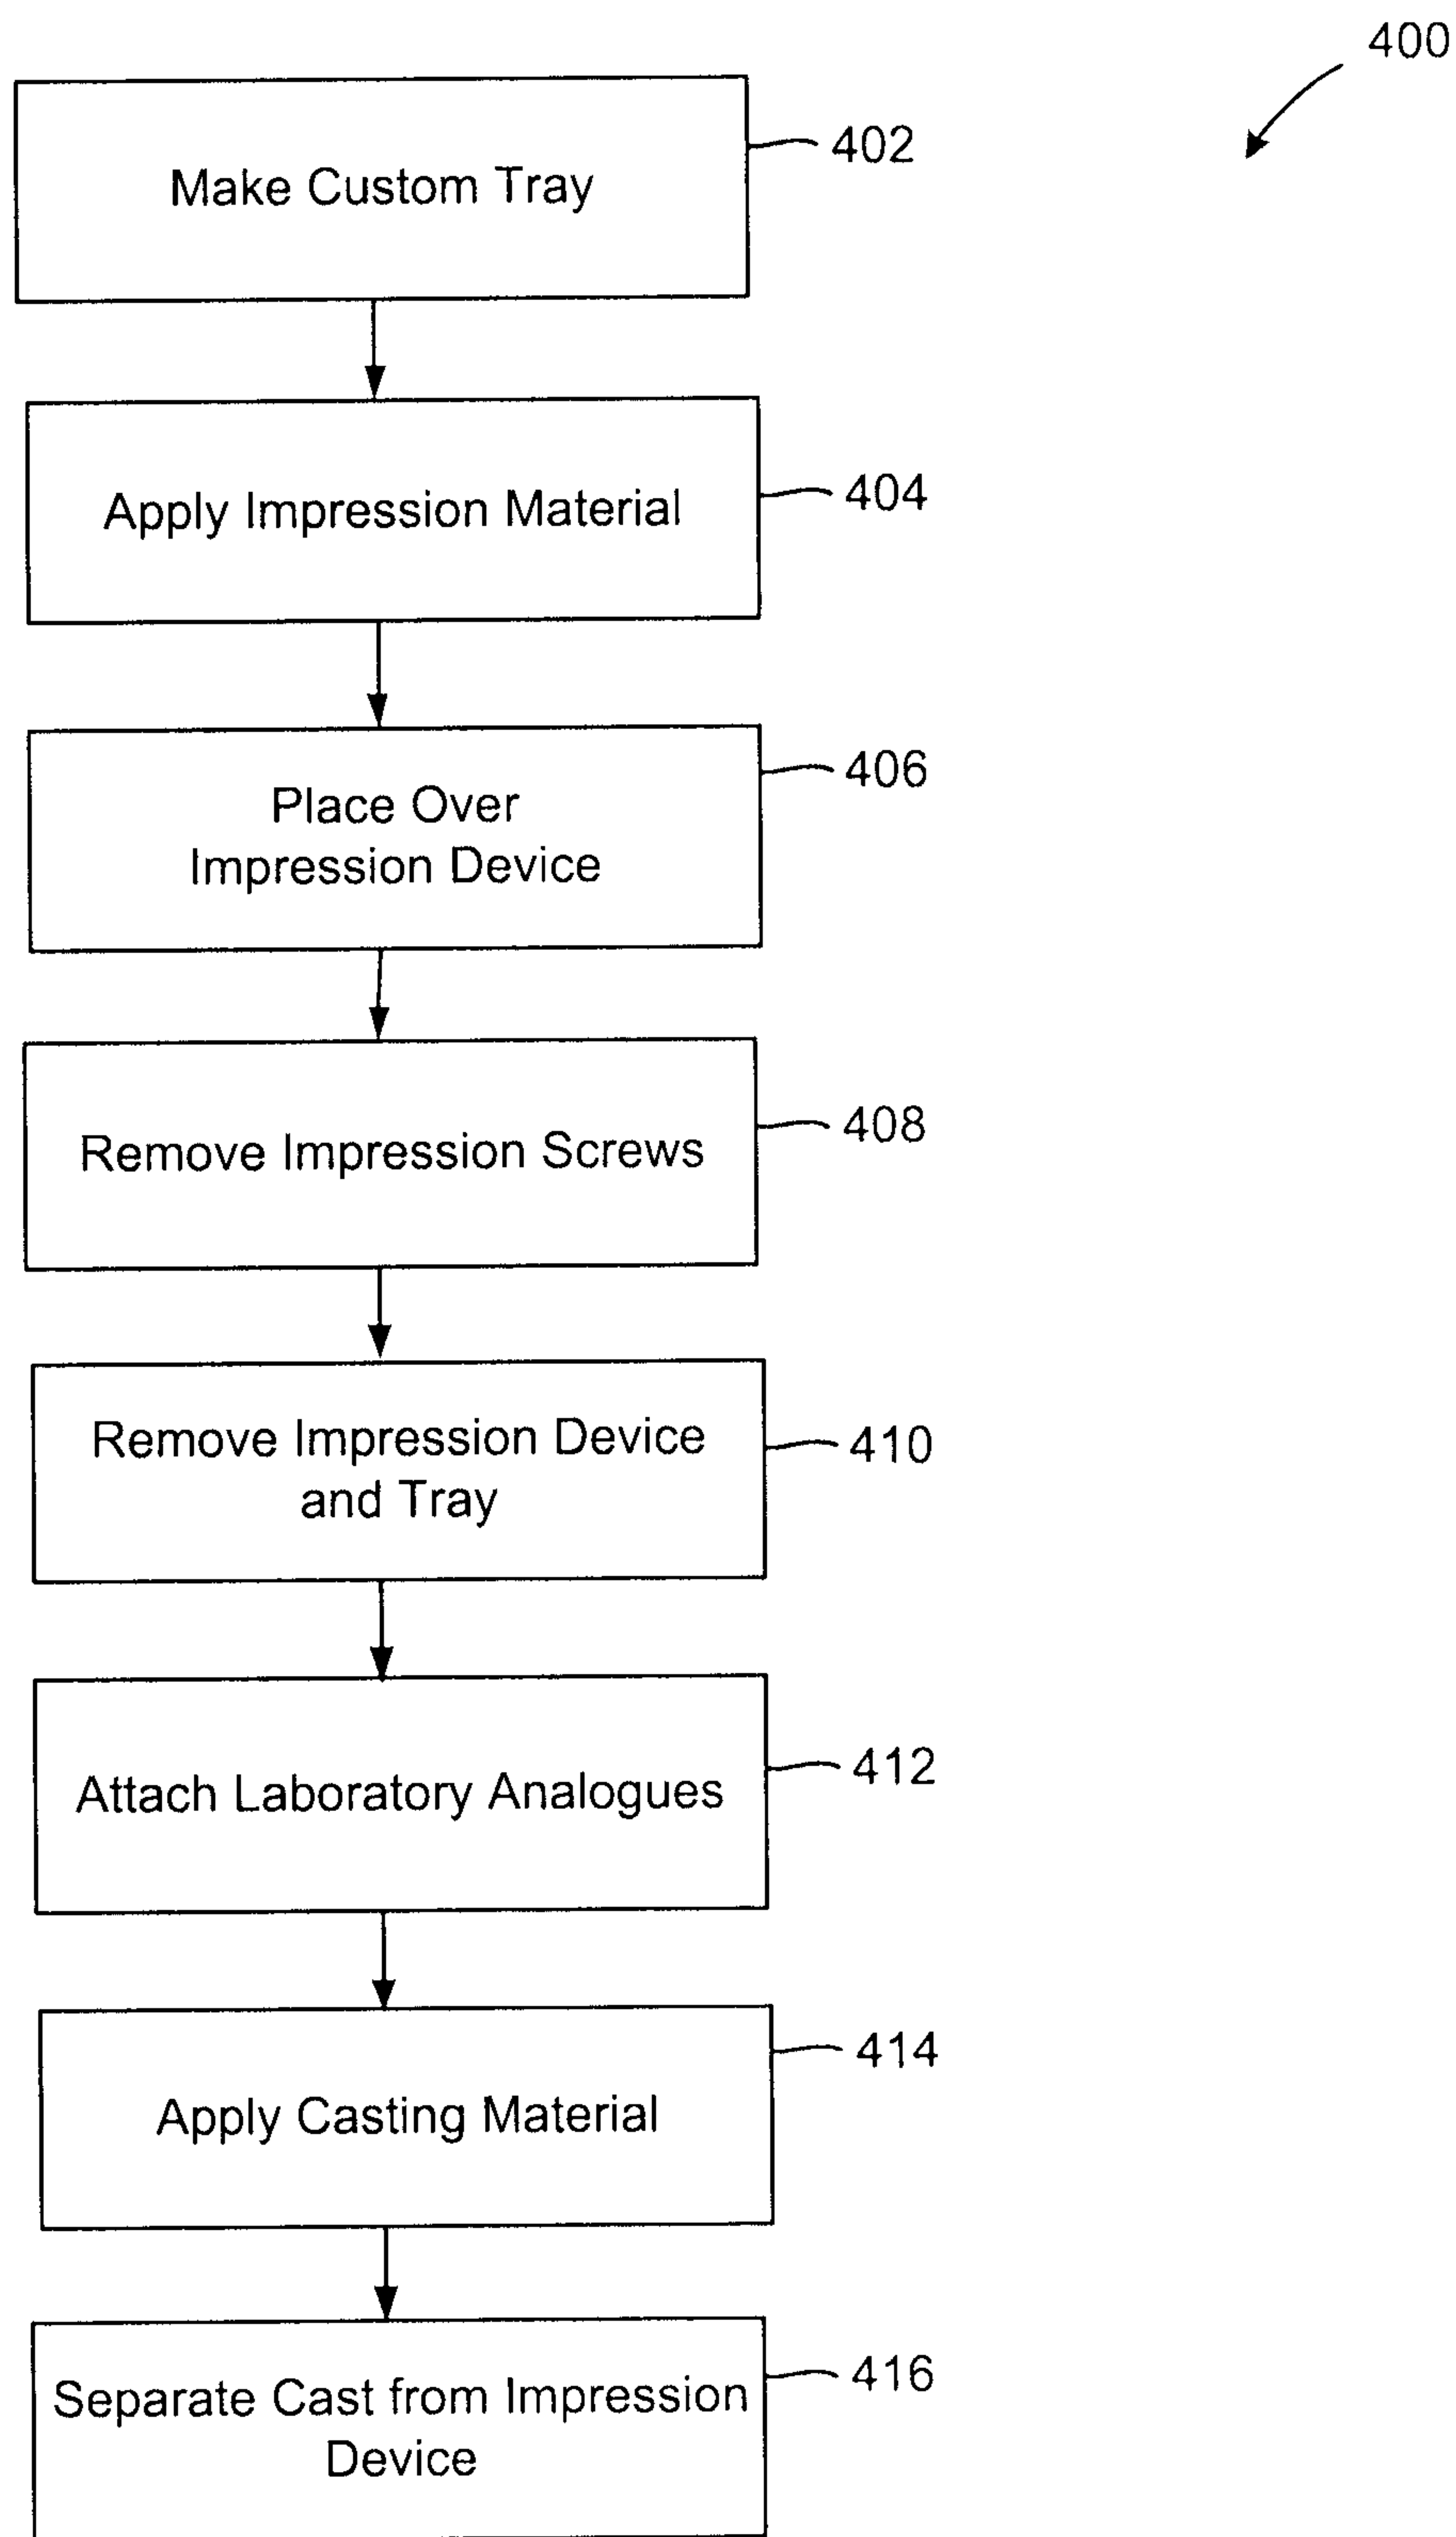 400
Make Custom Tray
402
Apply Impression Material
404
Place Over
Impression Device
406
Remove Impression Screws
408
Remove Impression Device
and Tray
410
Attach Laboratory Analogues
412
Apply Casting Material
414
Separate Cast from Impression
Device
416